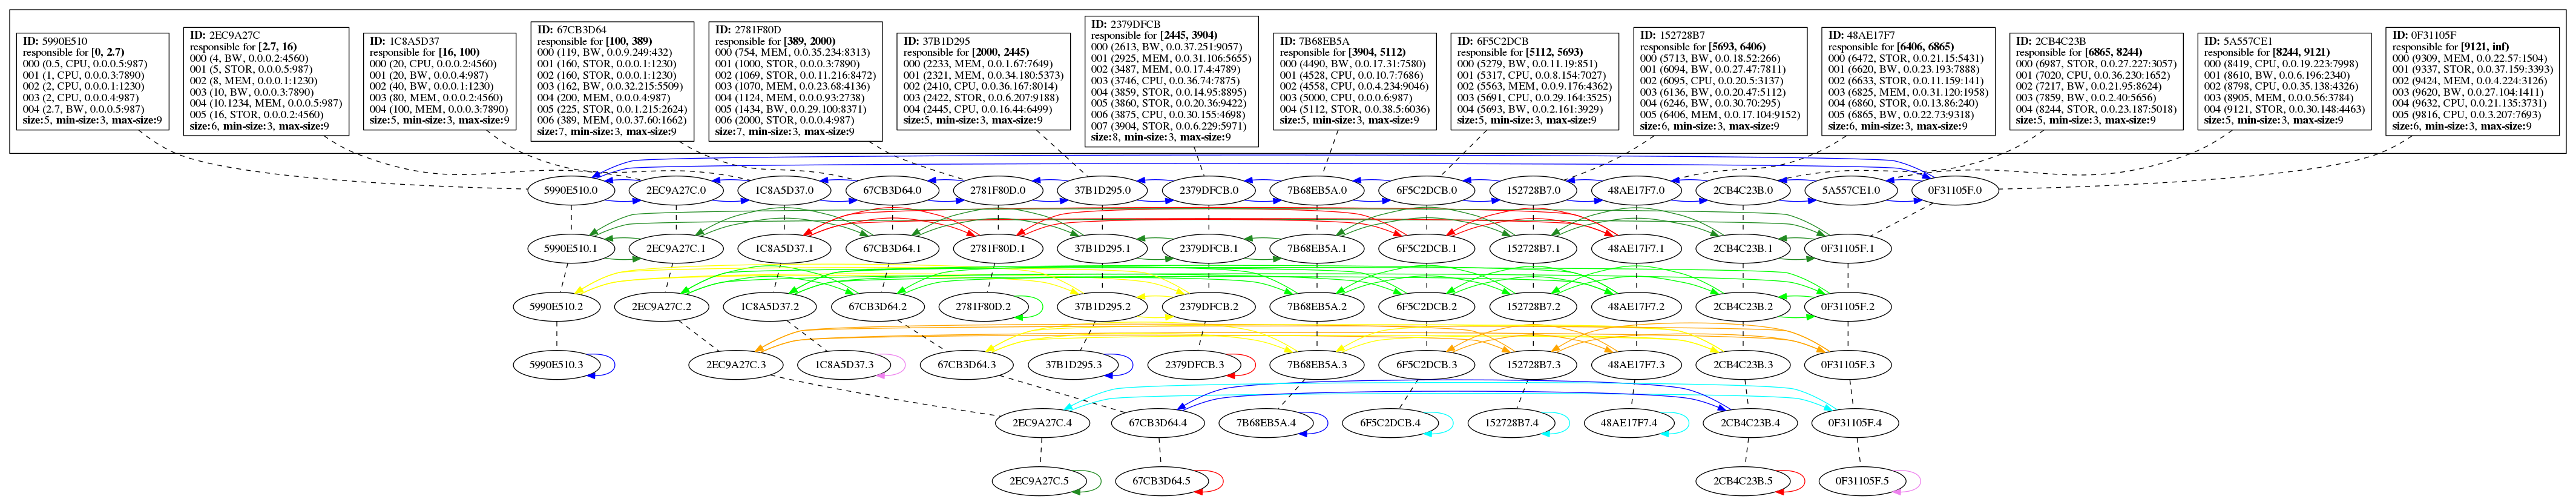 ID: 5990E510
responsible for [0, 2.7)
000 (0.5, CPU, 0.0.0.5:987)
001 (1, CPU, 0.0.0.3:7890)
002 (2, CPU, 0.0.0.1:1230)
003 (2, CPU, 0.0.0.4:987)
004 (2.7, BW, 0.0.0.5:987)
size:5, min-size:3, max-size:9
ID: 2EC9A27C
responsible for [2.7, 16)
000 (4, BW, 0.0.0.2:4560)
001 (5, STOR, 0.0.0.5:987)
002 (8, MEM, 0.0.0.1:1230)
003 (10, BW, 0.0.0.3:7890)
004 (10.1234, MEM, 0.0.0.5:987)
005 (16, STOR, 0.0.0.2:4560)
size:6, min-size:3, max-size:9
ID: 1C8A5D37
responsible for [16, 100)
000 (20, CPU, 0.0.0.2:4560)
001 (20, BW, 0.0.0.4:987)
002 (40, BW, 0.0.0.1:1230)
003 (80, MEM, 0.0.0.2:4560)
004 (100, MEM, 0.0.0.3:7890)
size:5, min-size:3, max-size:9
ID: 67CB3D64
responsible for [100, 389)
000 (119, BW, 0.0.9.249:432)
001 (160, STOR, 0.0.0.1:1230)
002 (160, STOR, 0.0.0.1:1230)
003 (162, BW, 0.0.32.215:5509)
004 (200, MEM, 0.0.0.4:987)
005 (225, STOR, 0.0.1.215:2624)
006 (389, MEM, 0.0.37.60:1662)
size:7, min-size:3, max-size:9
ID: 2781F80D
responsible for [389, 2000)
000 (754, MEM, 0.0.35.234:8313)
001 (1000, STOR, 0.0.0.3:7890)
002 (1069, STOR, 0.0.11.216:8472)
003 (1070, MEM, 0.0.23.68:4136)
004 (1124, MEM, 0.0.0.93:2738)
005 (1434, BW, 0.0.29.100:8371)
006 (2000, STOR, 0.0.0.4:987)
size:7, min-size:3, max-size:9
ID: 37B1D295
responsible for [2000, 2445)
000 (2233, MEM, 0.0.1.67:7649)
001 (2321, MEM, 0.0.34.180:5373)
002 (2410, CPU, 0.0.36.167:8014)
003 (2422, STOR, 0.0.6.207:9188)
004 (2445, CPU, 0.0.16.44:6499)
size:5, min-size:3, max-size:9
ID: 2379DFCB
responsible for [2445, 3904)
000 (2613, BW, 0.0.37.251:9057)
001 (2925, MEM, 0.0.31.106:5655)
002 (3487, MEM, 0.0.17.4:4789)
003 (3746, CPU, 0.0.36.74:7875)
004 (3859, STOR, 0.0.14.95:8895)
005 (3860, STOR, 0.0.20.36:9422)
006 (3875, CPU, 0.0.30.155:4698)
007 (3904, STOR, 0.0.6.229:5971)
size:8, min-size:3, max-size:9
ID: 7B68EB5A
responsible for [3904, 5112)
000 (4490, BW, 0.0.17.31:7580)
001 (4528, CPU, 0.0.10.7:7686)
002 (4558, CPU, 0.0.4.234:9046)
003 (5000, CPU, 0.0.0.6:987)
004 (5112, STOR, 0.0.38.5:6036)
size:5, min-size:3, max-size:9
ID: 6F5C2DCB
responsible for [5112, 5693)
000 (5279, BW, 0.0.11.19:851)
001 (5317, CPU, 0.0.8.154:7027)
002 (5563, MEM, 0.0.9.176:4362)
003 (5691, CPU, 0.0.29.164:3525)
004 (5693, BW, 0.0.2.161:3929)
size:5, min-size:3, max-size:9
ID: 152728B7
responsible for [5693, 6406)
000 (5713, BW, 0.0.18.52:266)
001 (6094, BW, 0.0.27.47:7811)
002 (6095, CPU, 0.0.20.5:3137)
003 (6136, BW, 0.0.20.47:5112)
004 (6246, BW, 0.0.30.70:295)
005 (6406, MEM, 0.0.17.104:9152)
size:6, min-size:3, max-size:9
ID: 48AE17F7
responsible for [6406, 6865)
000 (6472, STOR, 0.0.21.15:5431)
001 (6620, BW, 0.0.23.193:7888)
002 (6633, STOR, 0.0.11.159:141)
003 (6825, MEM, 0.0.31.120:1958)
004 (6860, STOR, 0.0.13.86:240)
005 (6865, BW, 0.0.22.73:9318)
size:6, min-size:3, max-size:9
ID: 2CB4C23B
responsible for [6865, 8244)
000 (6987, STOR, 0.0.27.227:3057)
001 (7020, CPU, 0.0.36.230:1652)
002 (7217, BW, 0.0.21.95:8624)
003 (7859, BW, 0.0.2.40:5656)
004 (8244, STOR, 0.0.23.187:5018)
size:5, min-size:3, max-size:9
ID: 5A557CE1
responsible for [8244, 9121)
000 (8419, CPU, 0.0.19.223:7998)
001 (8610, BW, 0.0.6.196:2340)
002 (8798, CPU, 0.0.35.138:4326)
003 (8905, MEM, 0.0.0.56:3784)
004 (9121, STOR, 0.0.30.148:4463)
size:5, min-size:3, max-size:9
ID: 0F31105F
responsible for [9121, inf)
000 (9309, MEM, 0.0.22.57:1504)
001 (9337, STOR, 0.0.37.159:3393)
002 (9424, MEM, 0.0.4.224:3126)
003 (9620, BW, 0.0.27.104:1411)
004 (9632, CPU, 0.0.21.135:3731)
005 (9816, CPU, 0.0.3.207:7693)
size:6, min-size:3, max-size:9
5990E510.0
2EC9A27C.0
1C8A5D37.0
67CB3D64.0
2781F80D.0
37B1D295.0
2379DFCB.0
7B68EB5A.0
6F5C2DCB.0
152728B7.0
48AE17F7.0
2CB4C23B.0
5A557CE1.0
0F31105F.0
5990E510.1
2EC9A27C.1
1C8A5D37.1
67CB3D64.1
2781F80D.1
37B1D295.1
2379DFCB.1
7B68EB5A.1
6F5C2DCB.1
152728B7.1
48AE17F7.1
2CB4C23B.1
0F31105F.1
5990E510.2
2EC9A27C.2
1C8A5D37.2
67CB3D64.2
2781F80D.2
37B1D295.2
2379DFCB.2
7B68EB5A.2
6F5C2DCB.2
152728B7.2
48AE17F7.2
2CB4C23B.2
0F31105F.2
5990E510.3
2EC9A27C.3
1C8A5D37.3
67CB3D64.3
37B1D295.3
2379DFCB.3
7B68EB5A.3
6F5C2DCB.3
152728B7.3
48AE17F7.3
2CB4C23B.3
0F31105F.3
2EC9A27C.4
67CB3D64.4
7B68EB5A.4
6F5C2DCB.4
152728B7.4
48AE17F7.4
2CB4C23B.4
0F31105F.4
2EC9A27C.5
67CB3D64.5
2CB4C23B.5
0F31105F.5